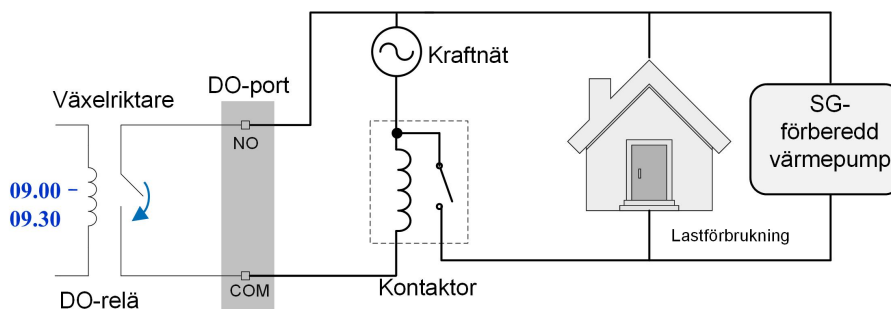 Kraftnät
DO-port
Växelriktare
SG-
förberedd
värmepump
NO
09.00 –
09.30
Lastförbrukning
COM
Kontaktor
DO-relä